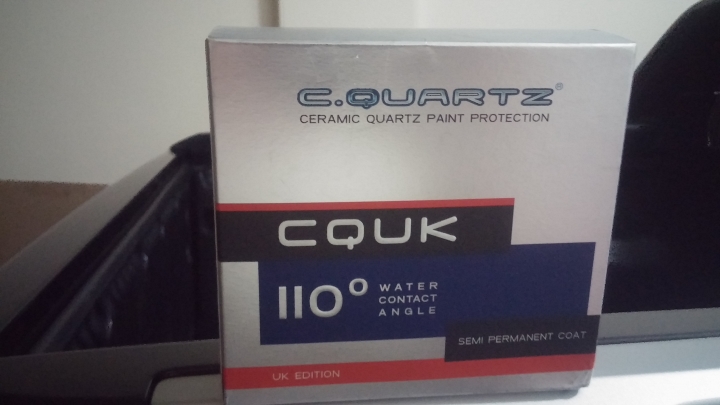 C.QUARTZ®
CERAMIC QUARTZ PAINT PROTECTION
CQUK
110° WATER
CONTACT
ANGLE
SEMI PERMANENT COAT
UK EDITION